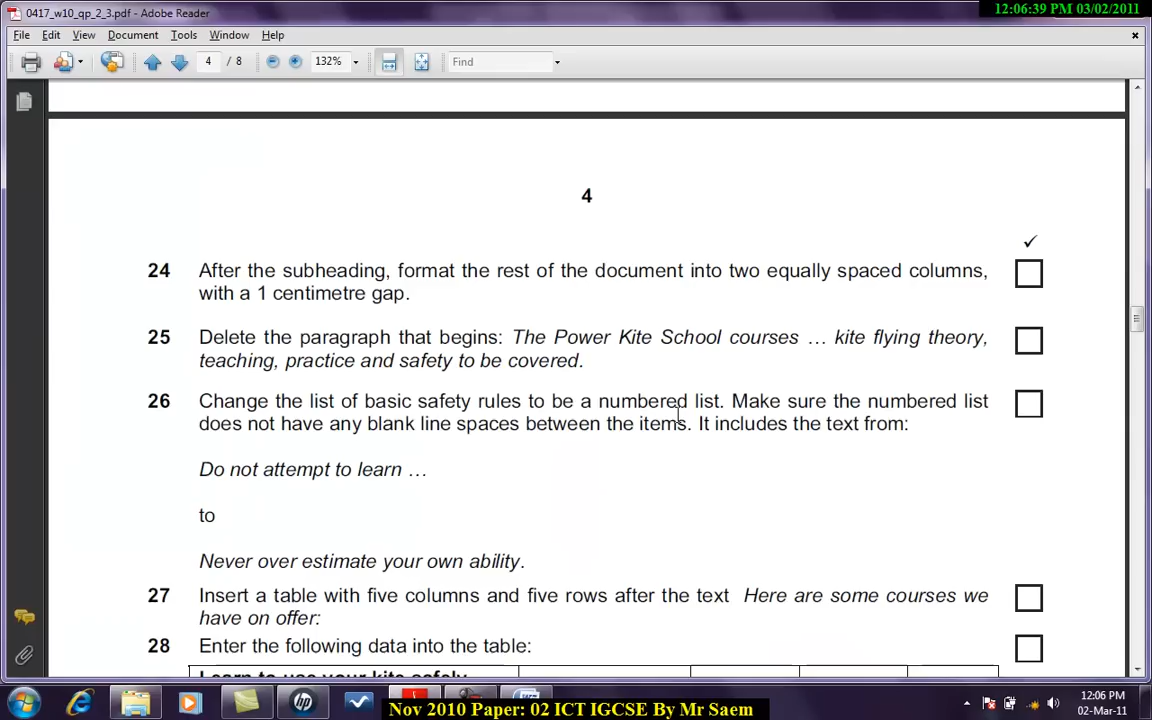 0417_w10_qp_2_3.pdf - Adobe Reader
12:06:39 PM 03/02/2011
File Edit View Document Tools Window Help
4 / 8 132% Find
4
24 After the subheading, format the rest of the document into two equally spaced columns,
with a 1 centimetre gap.
25 Delete the paragraph that begins: The Power Kite School courses … kite flying theory,
teaching, practice and safety to be covered.
26 Change the list of basic safety rules to be a numbered list. Make sure the numbered list
does not have any blank line spaces between the items. It includes the text from:
Do not attempt to learn …
to
Never over estimate your own ability.
27 Insert a table with five columns and five rows after the text Here are some courses we
have on offer:
28 Enter the following data into the table:
Learn to use your kite safely
12:06 PM
02-Mar-11
Nov 2010 Paper: 02 ICT IGCSE By Mr Saem